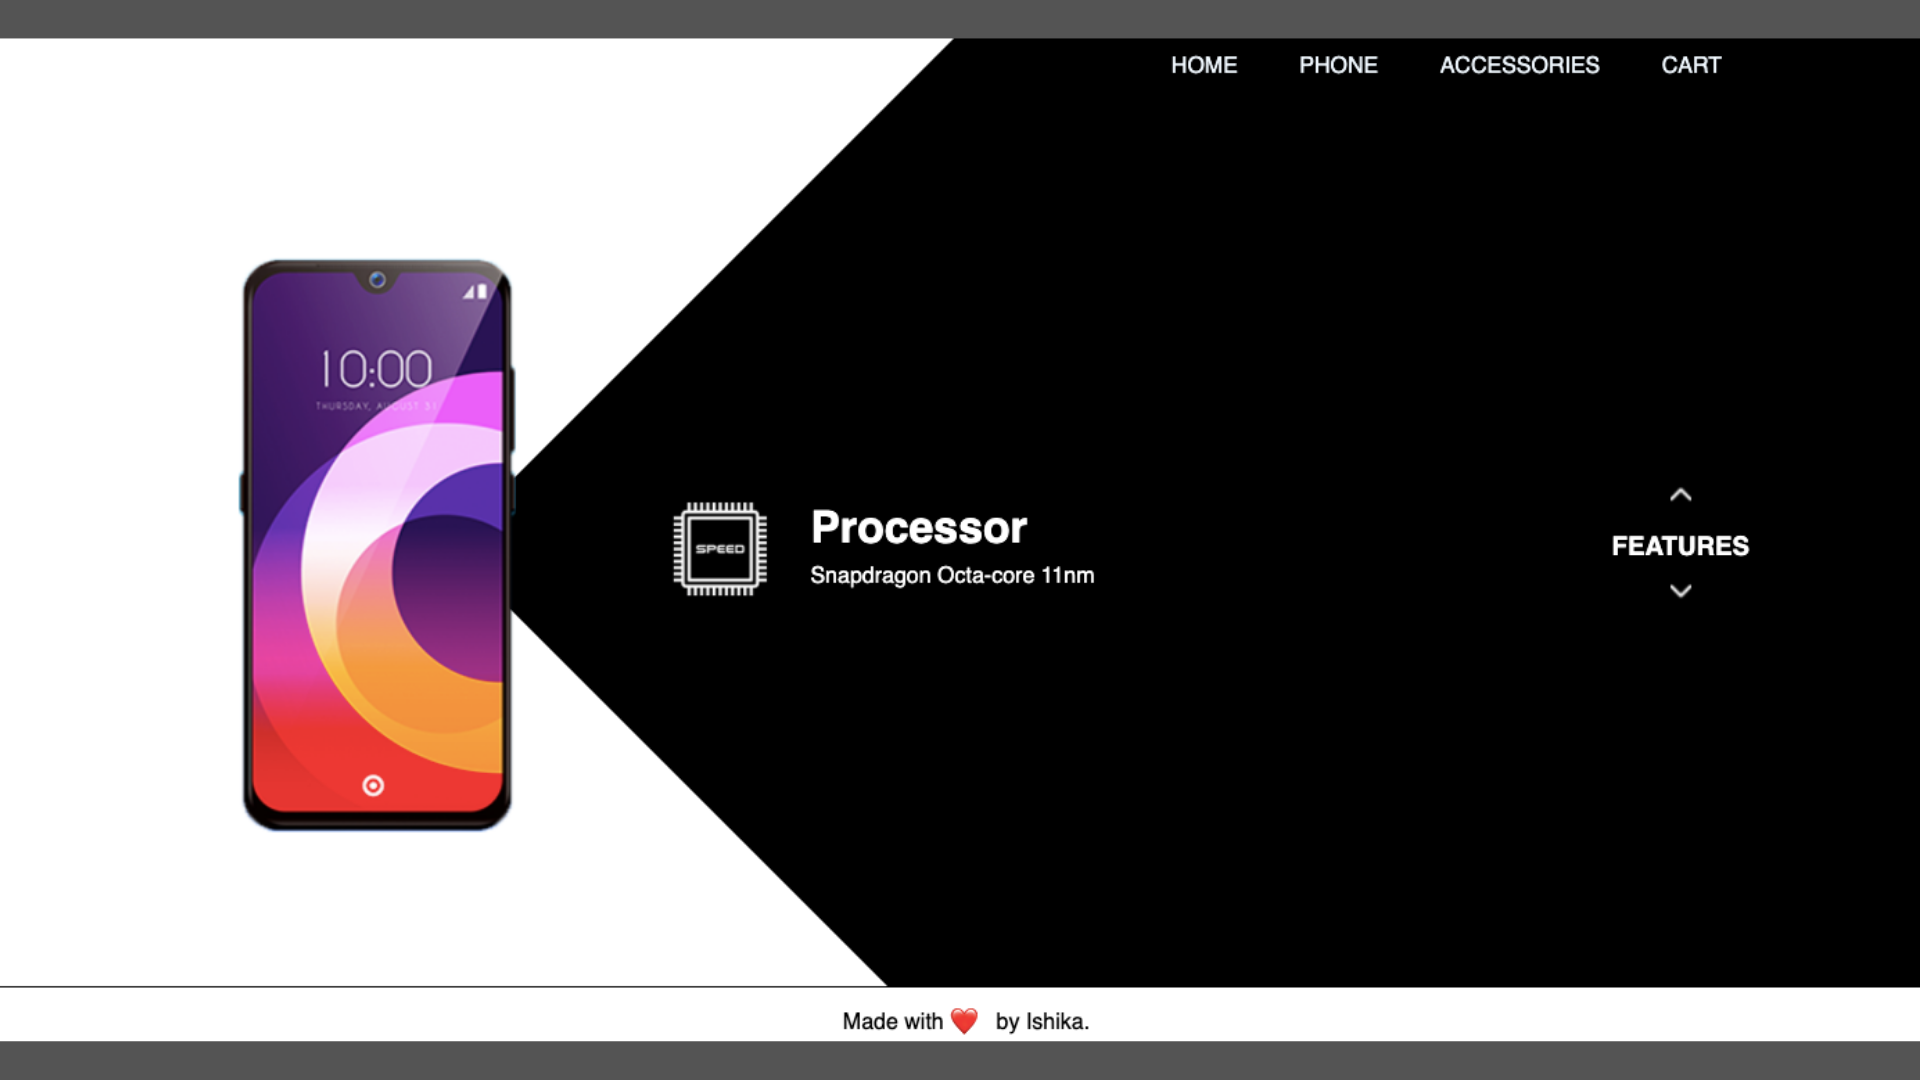 HOME PHONE ACCESSORIES CART
10:00
THURSDAY, AUGUST 31
SPEED
Processor
Snapdragon Octa-core 11nm
FEATURES
Made with ❤️ by Ishika.